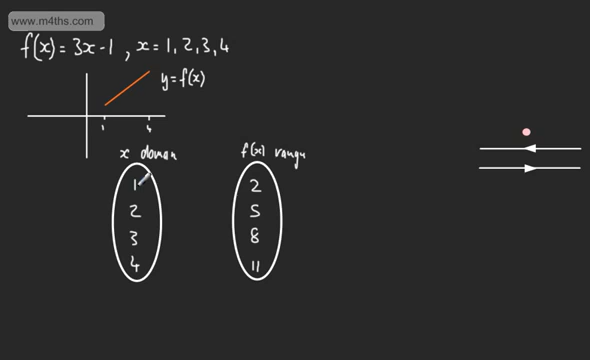 www.m4ths.com
f(x) = 3x - 1 , x = 1, 2, 3, 4
y = f(x)
1 4
x domain f(x) range
1 2
2 5
3 8
4 11